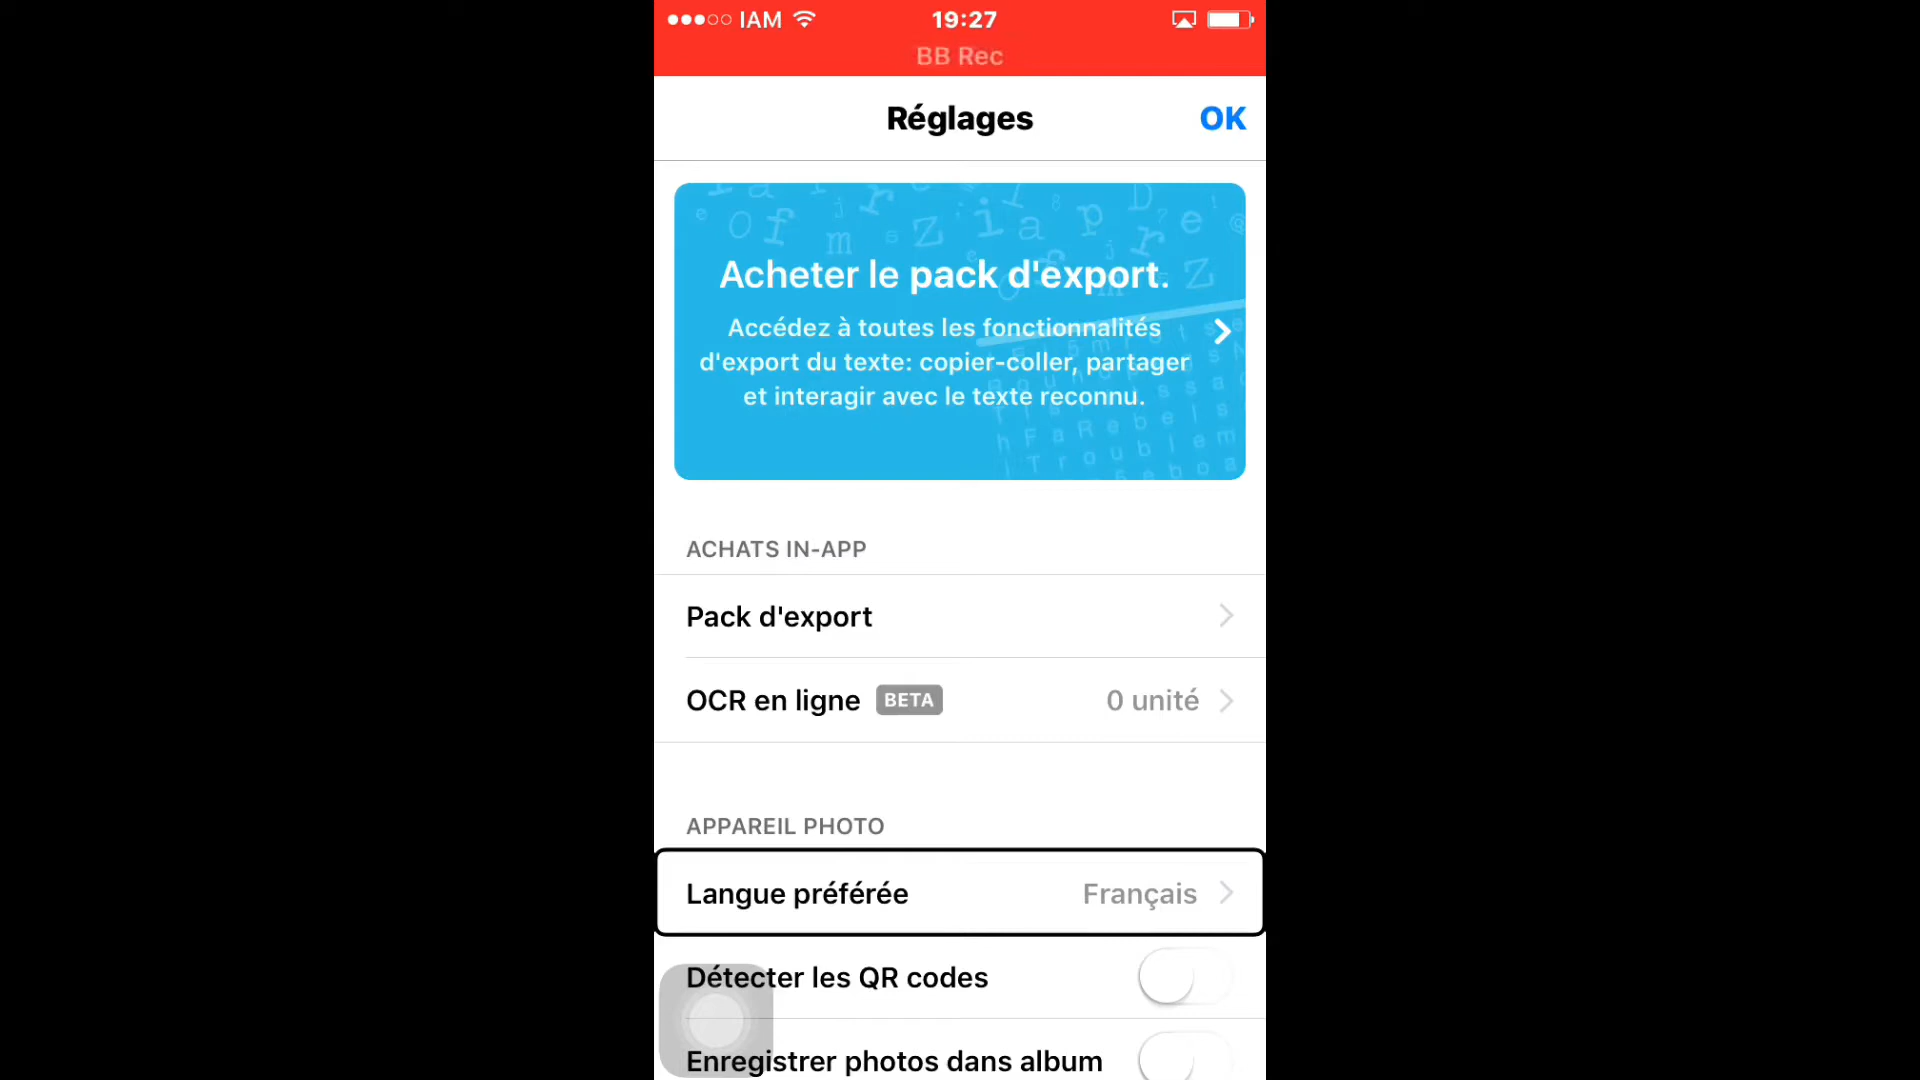 IAM 19:27
BB Rec
Réglages OK
Acheter le pack d'export.
Accédez à toutes les fonctionnalités
d'export du texte: copier-coller, partager
et interagir avec le texte reconnu.
ACHATS IN-APP
Pack d'export
OCR en ligne BETA 0 unité
APPAREIL PHOTO
Langue préférée Français
Détecter les QR codes
Enregistrer photos dans album